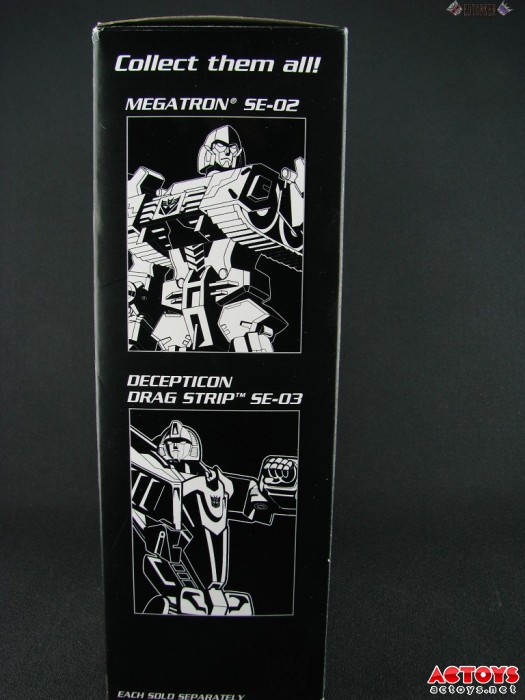 Collect them all!
MEGATRON® SE-02
DECEPTICON
DRAG STRIP™ SE-03
EACH SOLD SEPARATELY
ACTOYS
actoys.net